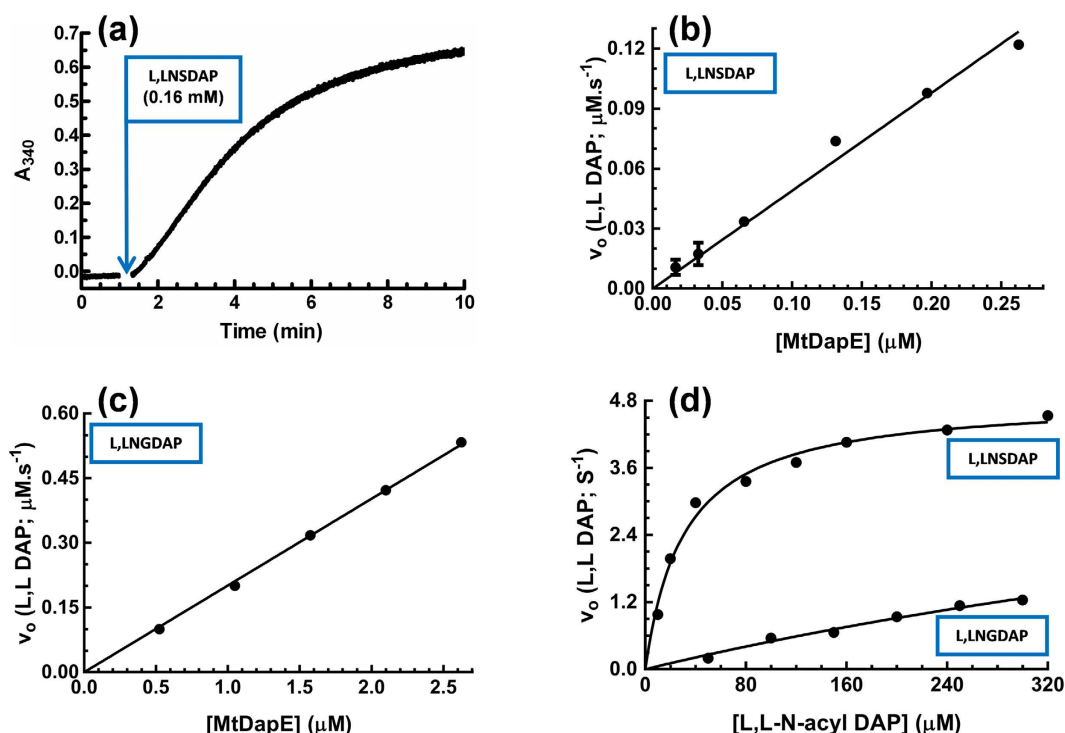 (a)
0.7
0.6
0.5
0.4
0.3
0.2
0.1
0.0
A340
L,LNSDAP
(0.16 mM)
0 2 4 6 8 10
Time (min)
(b)
0.12
0.09
0.06
0.03
0.00
vo (L,L DAP; μM.s-1)
L,LNSDAP
0.00 0.05 0.10 0.15 0.20 0.25
[MtDapE] (μM)
(c)
0.60
0.45
0.30
0.15
0.00
vo (L,L DAP; μM.s-1)
L,LNGDAP
0.0 0.5 1.0 1.5 2.0 2.5
[MtDapE] (μM)
(d)
4.8
3.6
2.4
1.2
0.0
vo (L,L DAP; S-1)
L,LNSDAP
L,LNGDAP
0 80 160 240 320
[L,L-N-acyl DAP] (μM)